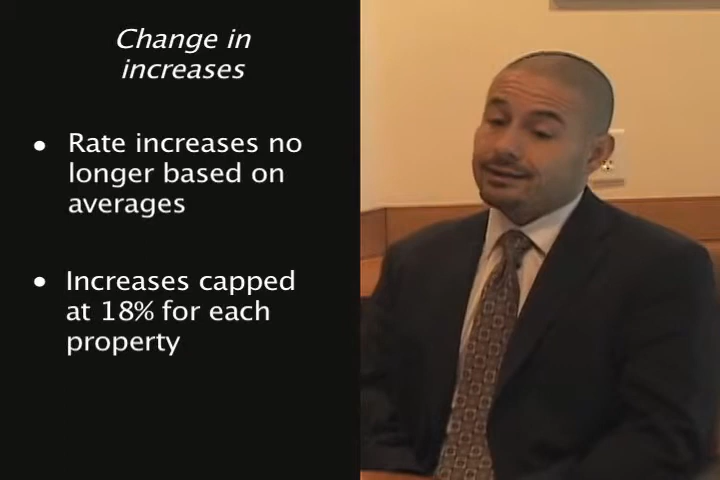 Change in
increases
• Rate increases no
longer based on
averages
• Increases capped
at 18% for each
property